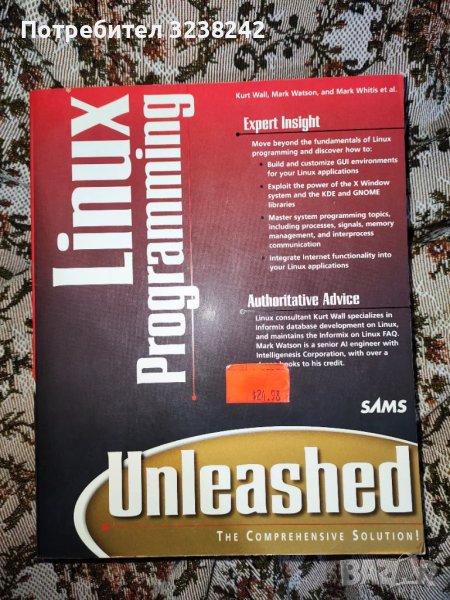 Потребител 3238242
Linux
Programming
Kurt Wall, Mark Watson, and Mark Whitis et al.
Expert Insight
Move beyond the fundamentals of Linux
programming and discover how to:
• Build and customize GUI environments
for your Linux applications
• Exploit the power of the X Window
system and the KDE and GNOME
libraries
• Master system programming topics,
including processes, signals, memory
management, and interprocess
communication
• Integrate Internet functionality into
your Linux applications
Authoritative Advice
Linux consultant Kurt Wall specializes in
Informix database development on Linux,
and maintains the Informix on Linux FAQ.
Mark Watson is a senior AI engineer with
Intelligenesis Corporation, with over a
books to his credit.
$24.98
SAMS
Unleashed
THE COMPREHENSIVE SOLUTION!
BAZAR